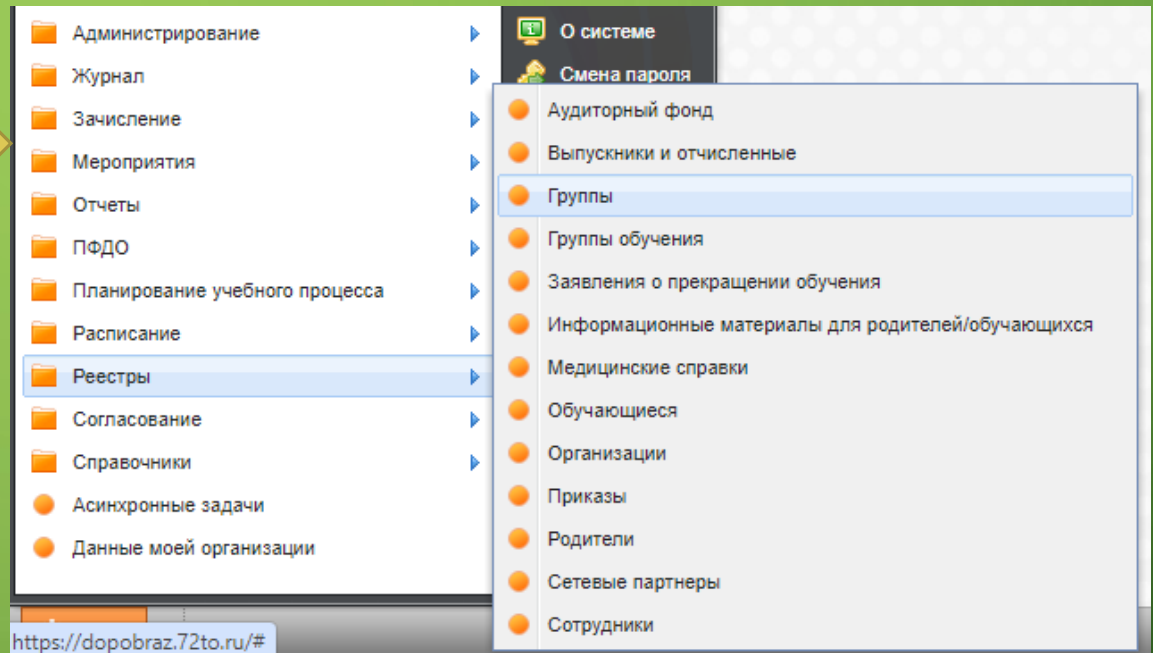 Администрирование
Журнал
Зачисление
Мероприятия
Отчеты
ПФДО
Планирование учебного процесса
Расписание
Реестры
Согласование
Справочники
Асинхронные задачи
Данные моей организации
О системе
Смена пароля
Аудиторный фонд
Выпускники и отчисленные
Группы
Группы обучения
Заявления о прекращении обучения
Информационные материалы для родителей/обучающихся
Медицинские справки
Обучающиеся
Организации
Приказы
Родители
Сетевые партнеры
Сотрудники
https://dopobraz.72to.ru/#